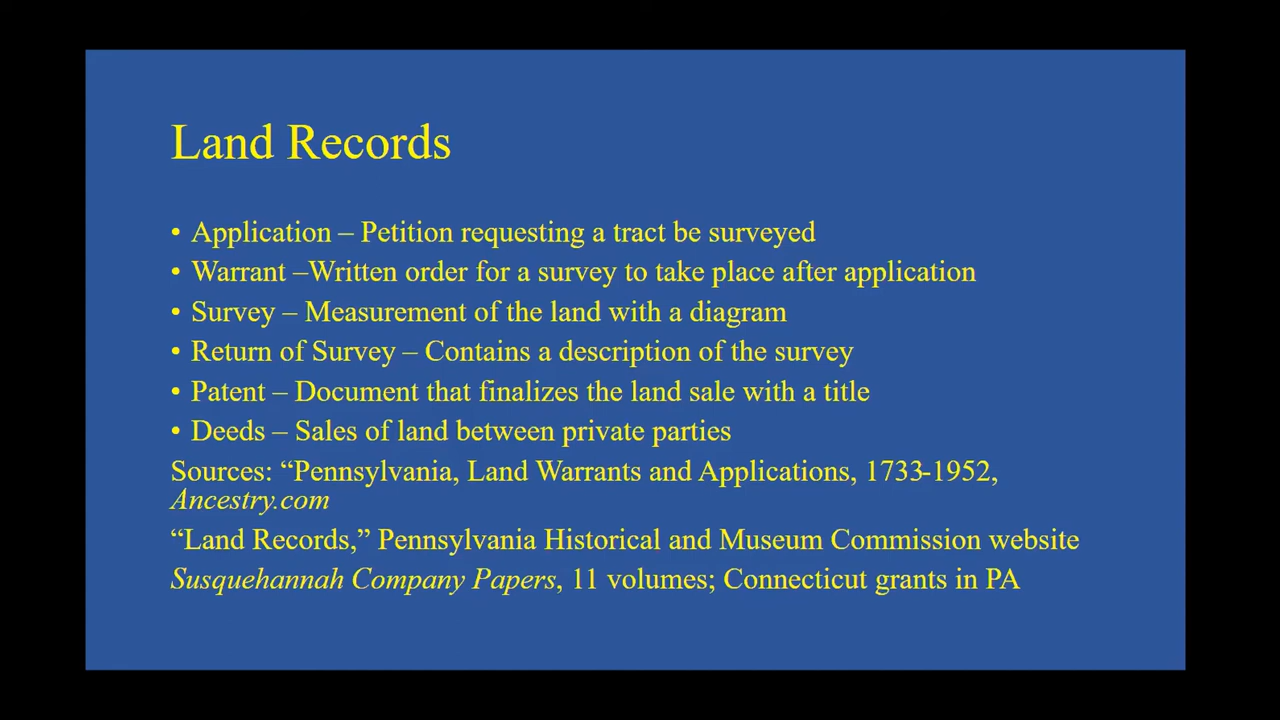 Land Records
• Application – Petition requesting a tract be surveyed
• Warrant –Written order for a survey to take place after application
• Survey – Measurement of the land with a diagram
• Return of Survey – Contains a description of the survey
• Patent – Document that finalizes the land sale with a title
• Deeds – Sales of land between private parties
Sources: “Pennsylvania, Land Warrants and Applications, 1733-1952,
Ancestry.com
“Land Records,” Pennsylvania Historical and Museum Commission website
Susquehannah Company Papers, 11 volumes; Connecticut grants in PA